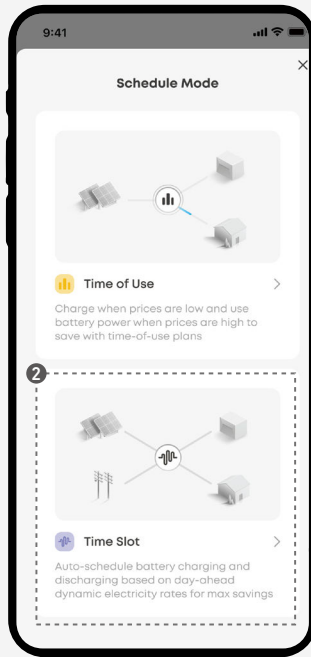 9:41
Schedule Mode
Time of Use
Charge when prices are low and use
battery power when prices are high to
save with time-of-use plans
2
Time Slot
Auto-schedule battery charging and
discharging based on day-ahead
dynamic electricity rates for max savings